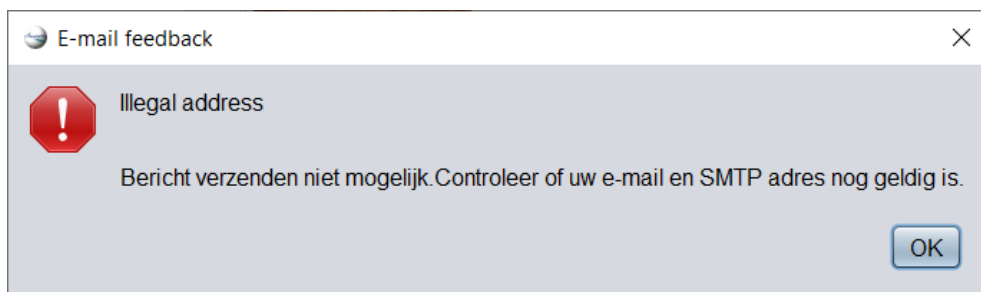 E-mail feedback
Illegal address
Bericht verzenden niet mogelijk.Controleer of uw e-mail en SMTP adres nog geldig is.
OK